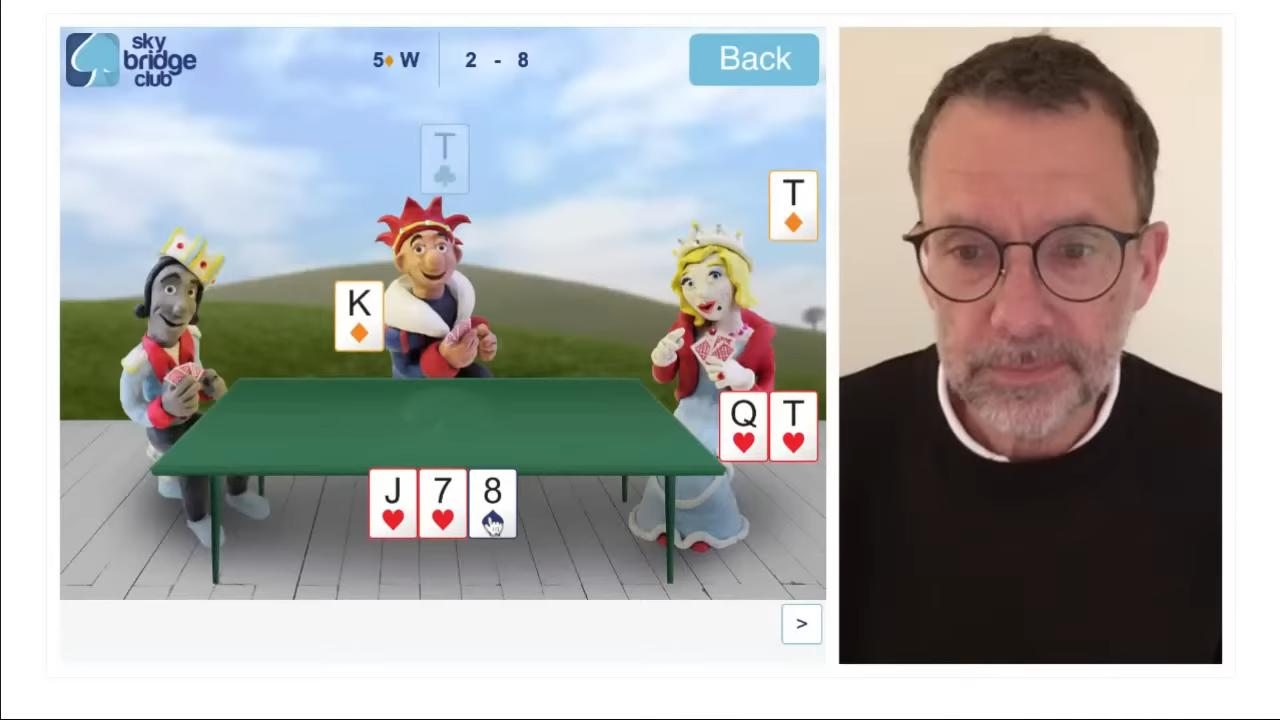 sky
bridge
club
5♦ W
2 - 8
Back
T
♣
T
♦
K
♦
Q T
♥ ♥
J 7 8
♥ ♥ ♠
>